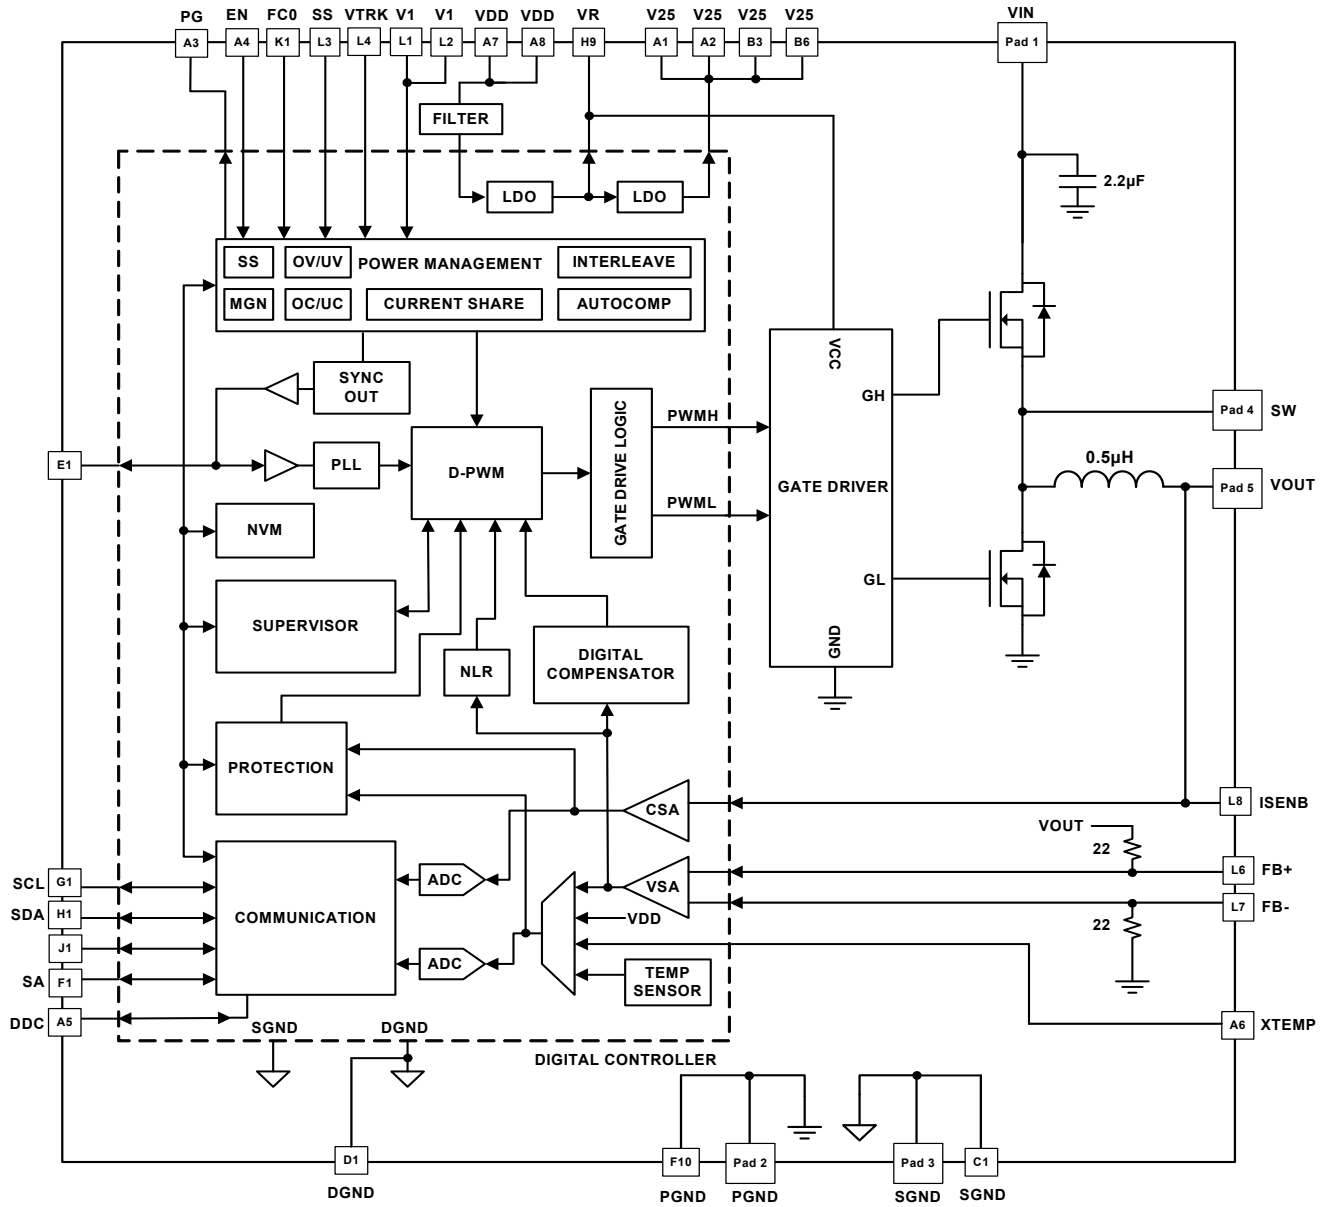 PG EN FC0 SS VTRK V1 V1 VDD VDD VR V25 V25 V25 V25 VIN
A3 A4 K1 L3 L4 L1 L2 A7 A8 H9 A1 A2 B3 B6 Pad 1
FILTER
2.2µF
LDO LDO
SS OV/UV POWER MANAGEMENT INTERLEAVE
MGN OC/UC CURRENT SHARE AUTOCOMP
VCC
SYNC
OUT
GH
PWMH
Pad 4 SW
E1 PLL D-PWM GATE DRIVE LOGIC GATE DRIVER
0.5µH
Pad 5 VOUT
PWML
NVM
GL
SUPERVISOR
GND
NLR
DIGITAL
COMPENSATOR
PROTECTION
CSA
L8 ISENB
VOUT
22
L6 FB+
SCL G1
ADC
VSA
SDA H1
COMMUNICATION
VDD
L7 FB-
22
J1
SA F1
ADC
TEMP
SENSOR
DDC A5
SGND DGND
A6 XTEMP
DIGITAL CONTROLLER
D1 F10 Pad 2 Pad 3 C1
DGND PGND PGND SGND SGND